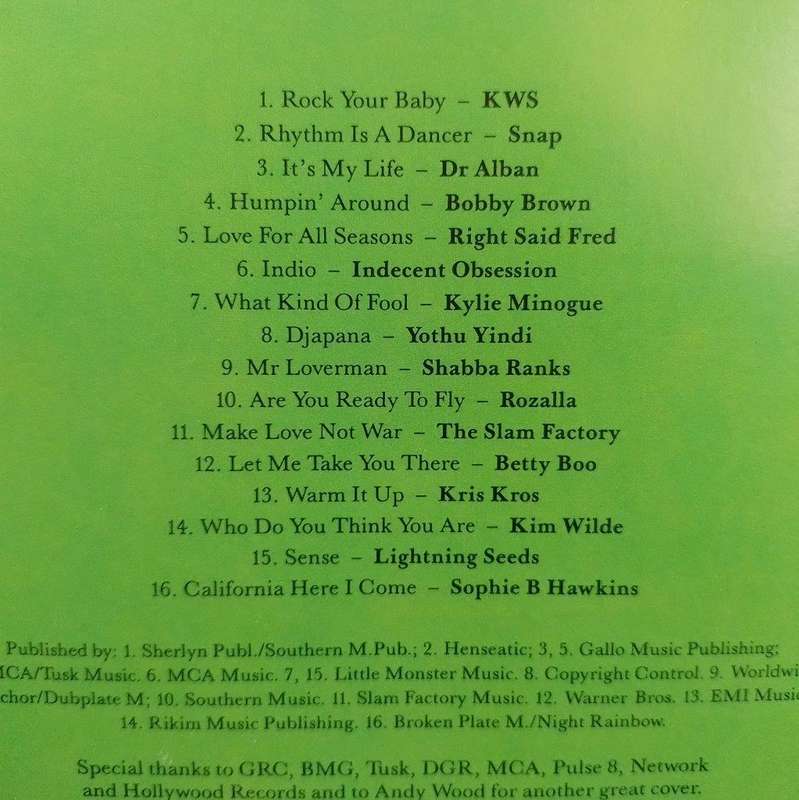 1. Rock Your Baby – KWS
2. Rhythm Is A Dancer – Snap
3. It's My Life – Dr Alban
4. Humpin' Around – Bobby Brown
5. Love For All Seasons – Right Said Fred
6. Indio – Indecent Obsession
7. What Kind Of Fool – Kylie Minogue
8. Djapana – Yothu Yindi
9. Mr Loverman – Shabba Ranks
10. Are You Ready To Fly – Rozalla
11. Make Love Not War – The Slam Factory
12. Let Me Take You There – Betty Boo
13. Warm It Up – Kris Kros
14. Who Do You Think You Are – Kim Wilde
15. Sense – Lightning Seeds
16. California Here I Come – Sophie B Hawkins
Published by: 1. Sherlyn Publ./Southern M.Pub.; 2. Henseatic; 3, 5. Gallo Music Publishing;
MCA/Tusk Music. 6. MCA Music. 7, 15. Little Monster Music. 8. Copyright Control. 9. Worldwi
chor/Dubplate M; 10. Southern Music. 11. Slam Factory Music. 12. Warner Bros. 13. EMI Music
14. Rikim Music Publishing. 16. Broken Plate M./Night Rainbow.
Special thanks to GRC, BMG, Tusk, DGR, MCA, Pulse 8, Network
and Hollywood Records and to Andy Wood for another great cover.